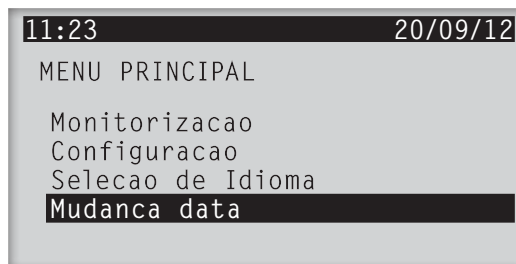 11:23 20/09/12
MENU PRINCIPAL
Monitorizacao
Configuracao
Selecao de Idioma
Mudanca data